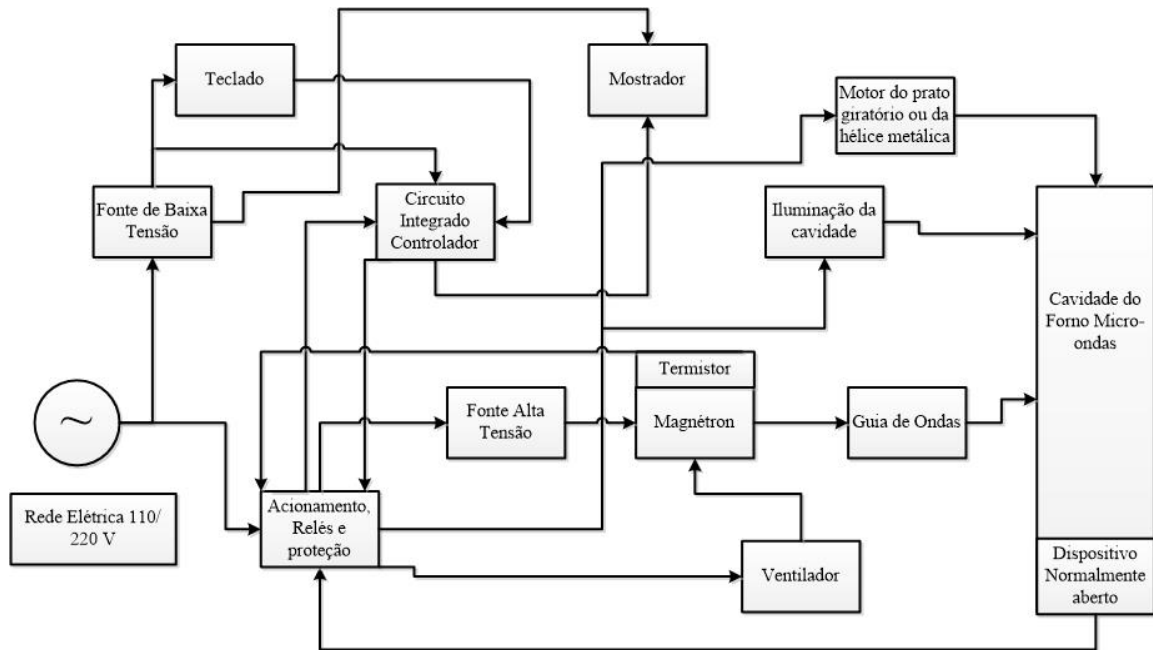 Teclado
Mostrador
Motor do prato
giratório ou da
hélice metálica
Fonte de Baixa
Tensão
Circuito
Integrado
Controlador
Iluminação da
cavidade
Cavidade do
Forno Micro-
ondas
Termistor
Fonte Alta
Tensão
Magnétron
Guia de Ondas
~
Rede Elétrica 110/
220 V
Acionamento,
Relés e
proteção
Ventilador
Dispositivo
Normalmente
aberto